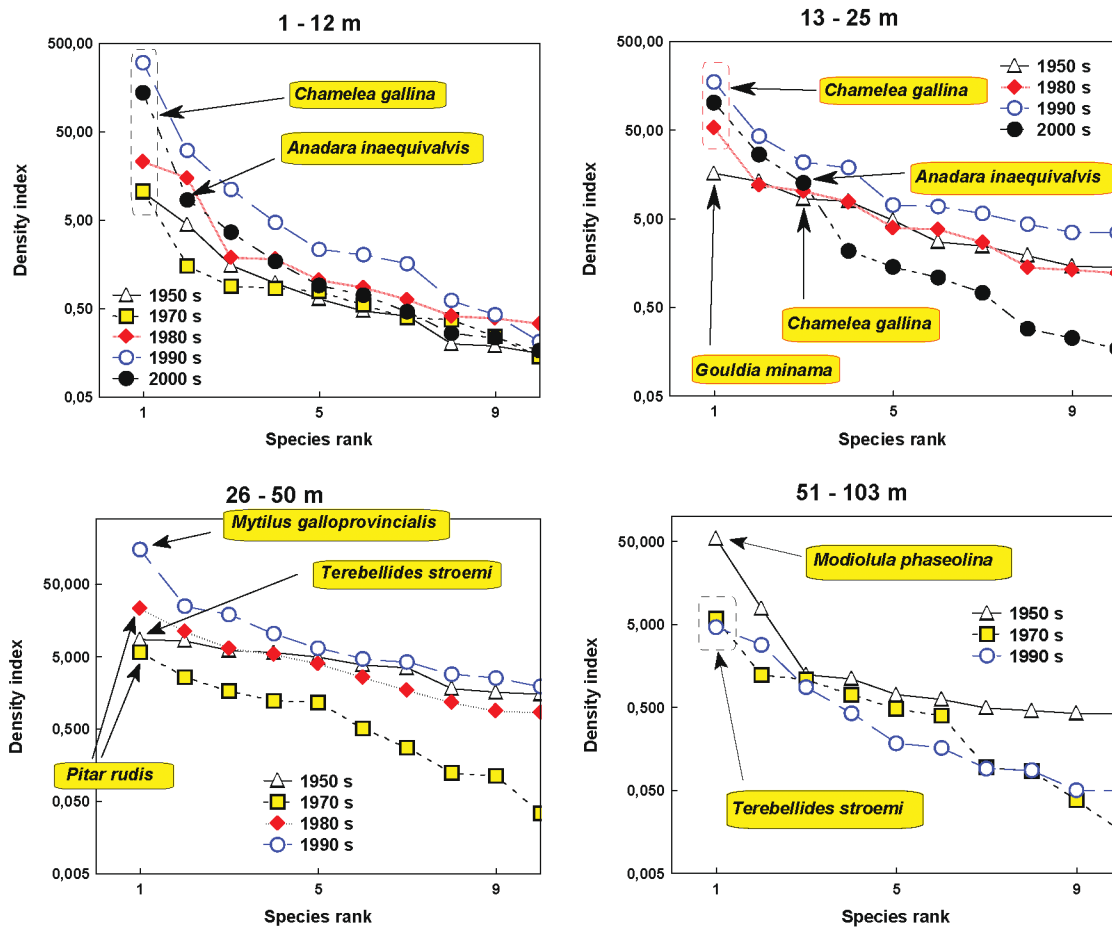 1 - 12 m
500,00
50,00
5,00
0,50
0,05
Density index
Chamelea gallina
Anadara inaequivalvis
1950 s
1970 s
1980 s
1990 s
2000 s
1
5
9
Species rank
13 - 25 m
500,00
50,00
5,00
0,50
0,05
Density index
1950 s
1980 s
1990 s
2000 s
Chamelea gallina
Anadara inaequivalvis
Chamelea gallina
Gouldia minama
1
5
9
Species rank
26 - 50 m
50,000
5,000
0,500
0,050
0,005
Density index
Mytilus galloprovincialis
Terebellides stroemi
Pitar rudis
1950 s
1970 s
1980 s
1990 s
1
5
9
Species rank
51 - 103 m
50,000
5,000
0,500
0,050
0,005
Density index
Modiolula phaseolina
1950 s
1970 s
1990 s
Terebellides stroemi
1
5
9
Species rank